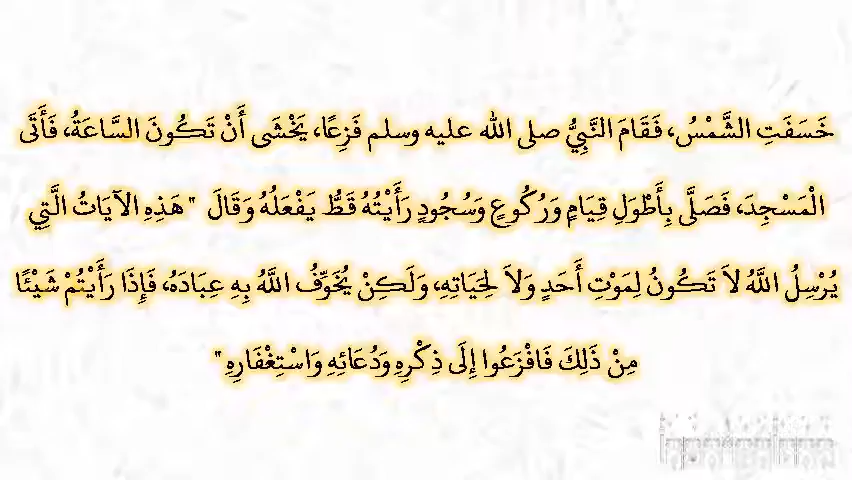 خَسَفَتِ الشَّمْسُ، فَقَامَ النَّبِيُّ صلى الله عليه وسلم فَزِعًا، يَخْشَى أَنْ تَكُونَ السَّاعَةُ، فَأَتَى
الْمَسْجِدَ، فَصَلَّى بِأَطْوَلِ قِيَامٍ وَرُكُوعٍ وَسُجُودٍ رَأَيْتُهُ قَطُّ يَفْعَلُهُ وَقَالَ " هَذِهِ الآيَاتُ الَّتِي
يُرْسِلُ اللَّهُ لاَ تَكُونُ لِمَوْتِ أَحَدٍ وَلاَ لِحَيَاتِهِ، وَلَكِنْ يُخَوِّفُ اللَّهُ بِهِ عِبَادَهُ، فَإِذَا رَأَيْتُمْ شَيْئًا
مِنْ ذَلِكَ فَافْزَعُوا إِلَى ذِكْرِهِ وَدُعَائِهِ وَاسْتِغْفَارِهِ "